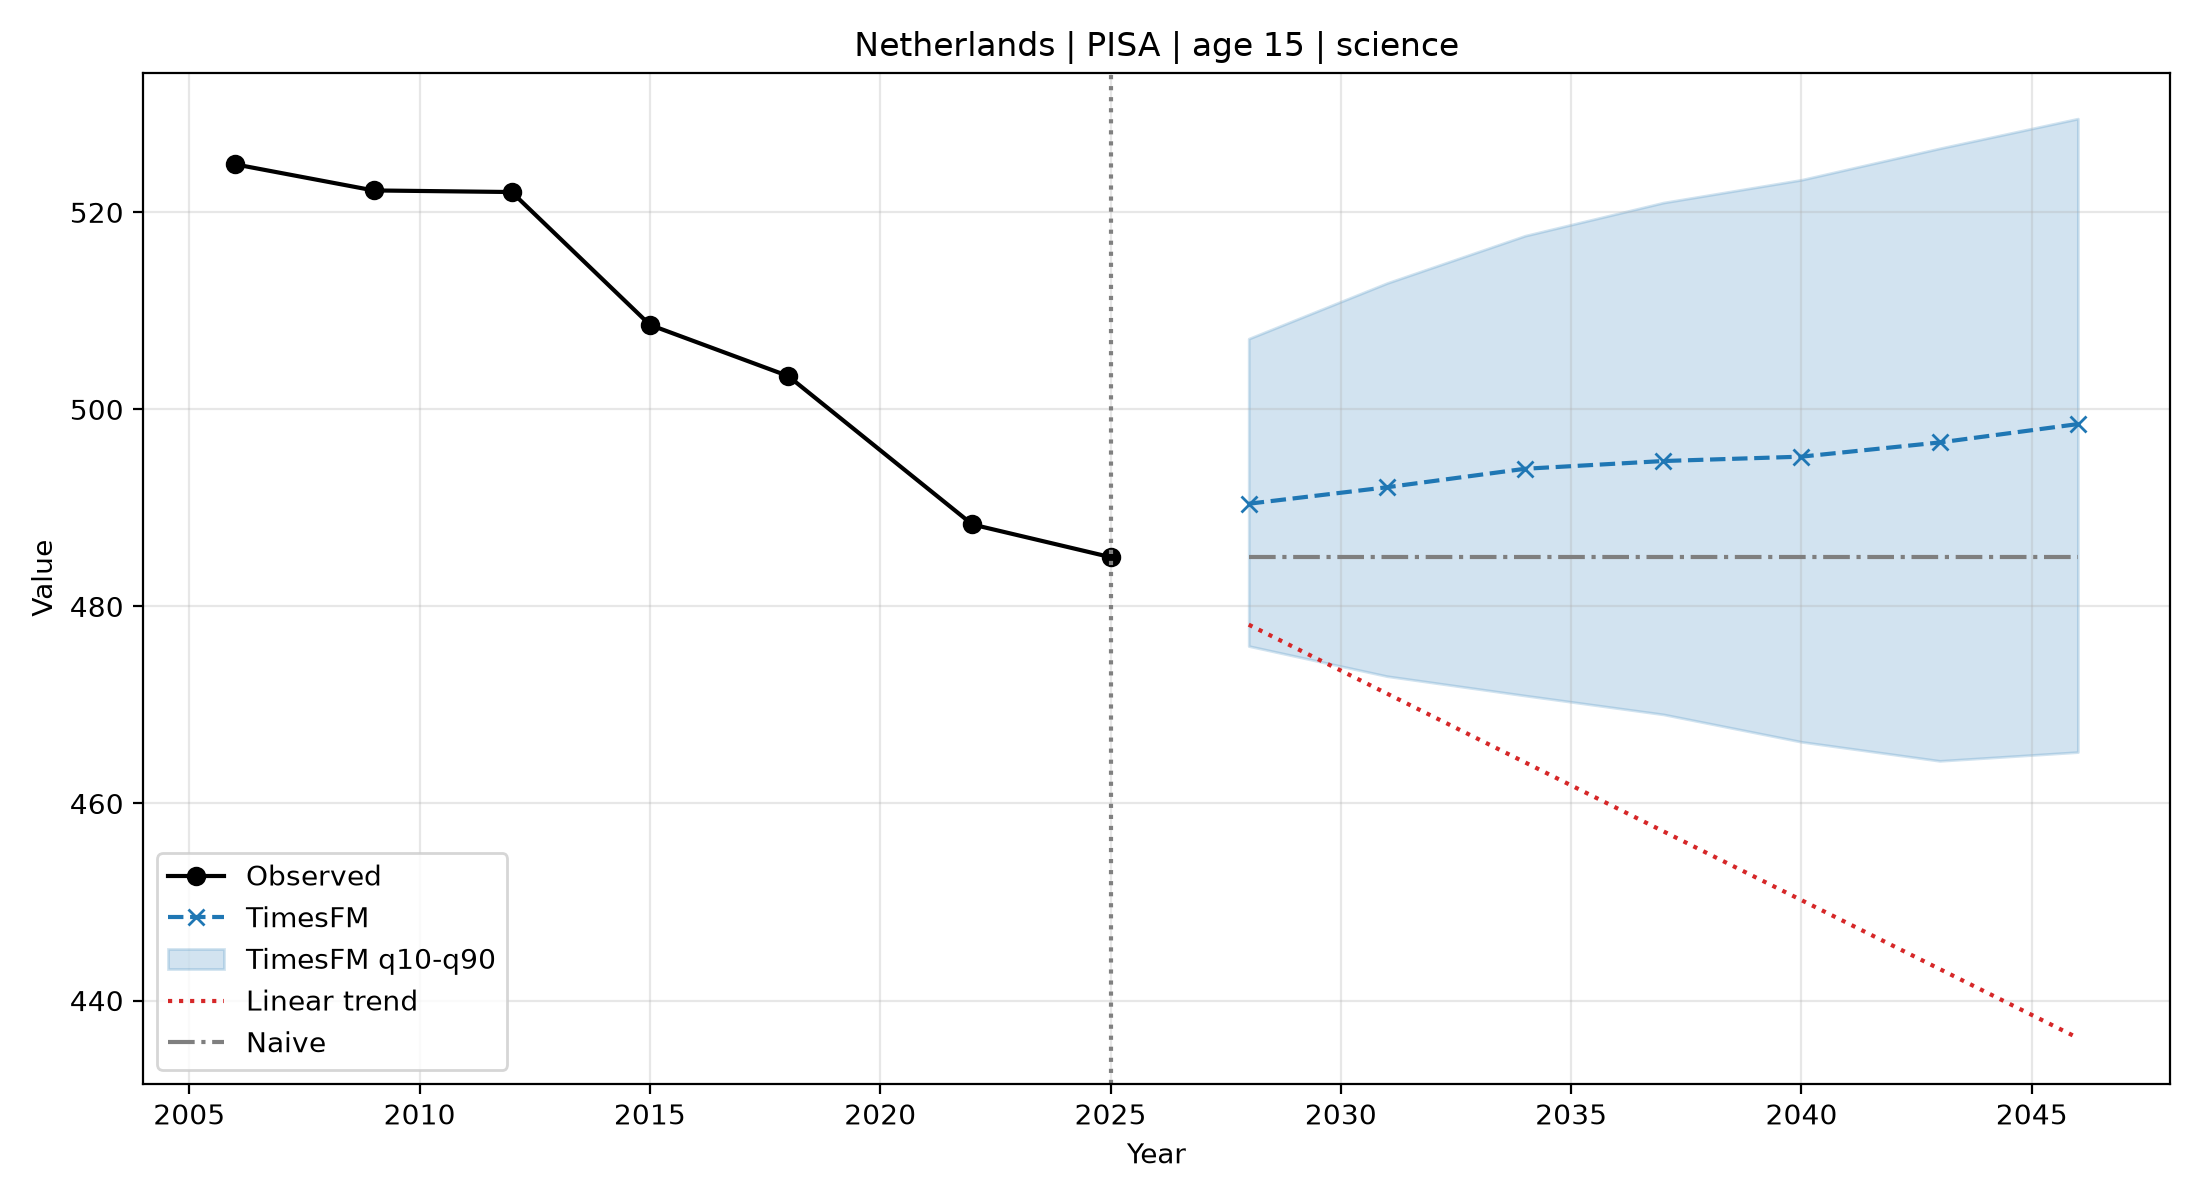 Netherlands | PISA | age 15 | science
Value
520
500
480
460
440
Observed
TimesFM
TimesFM q10-q90
Linear trend
Naive
2005 2010 2015 2020 2025 2030 2035 2040 2045
Year